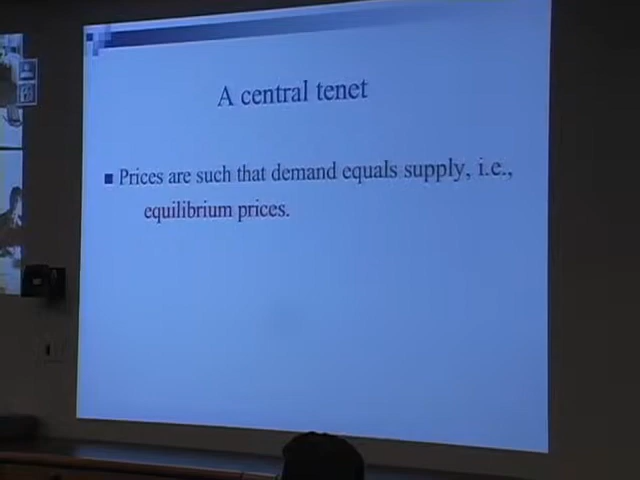 A central tenet
Prices are such that demand equals supply, i.e.,
equilibrium prices.